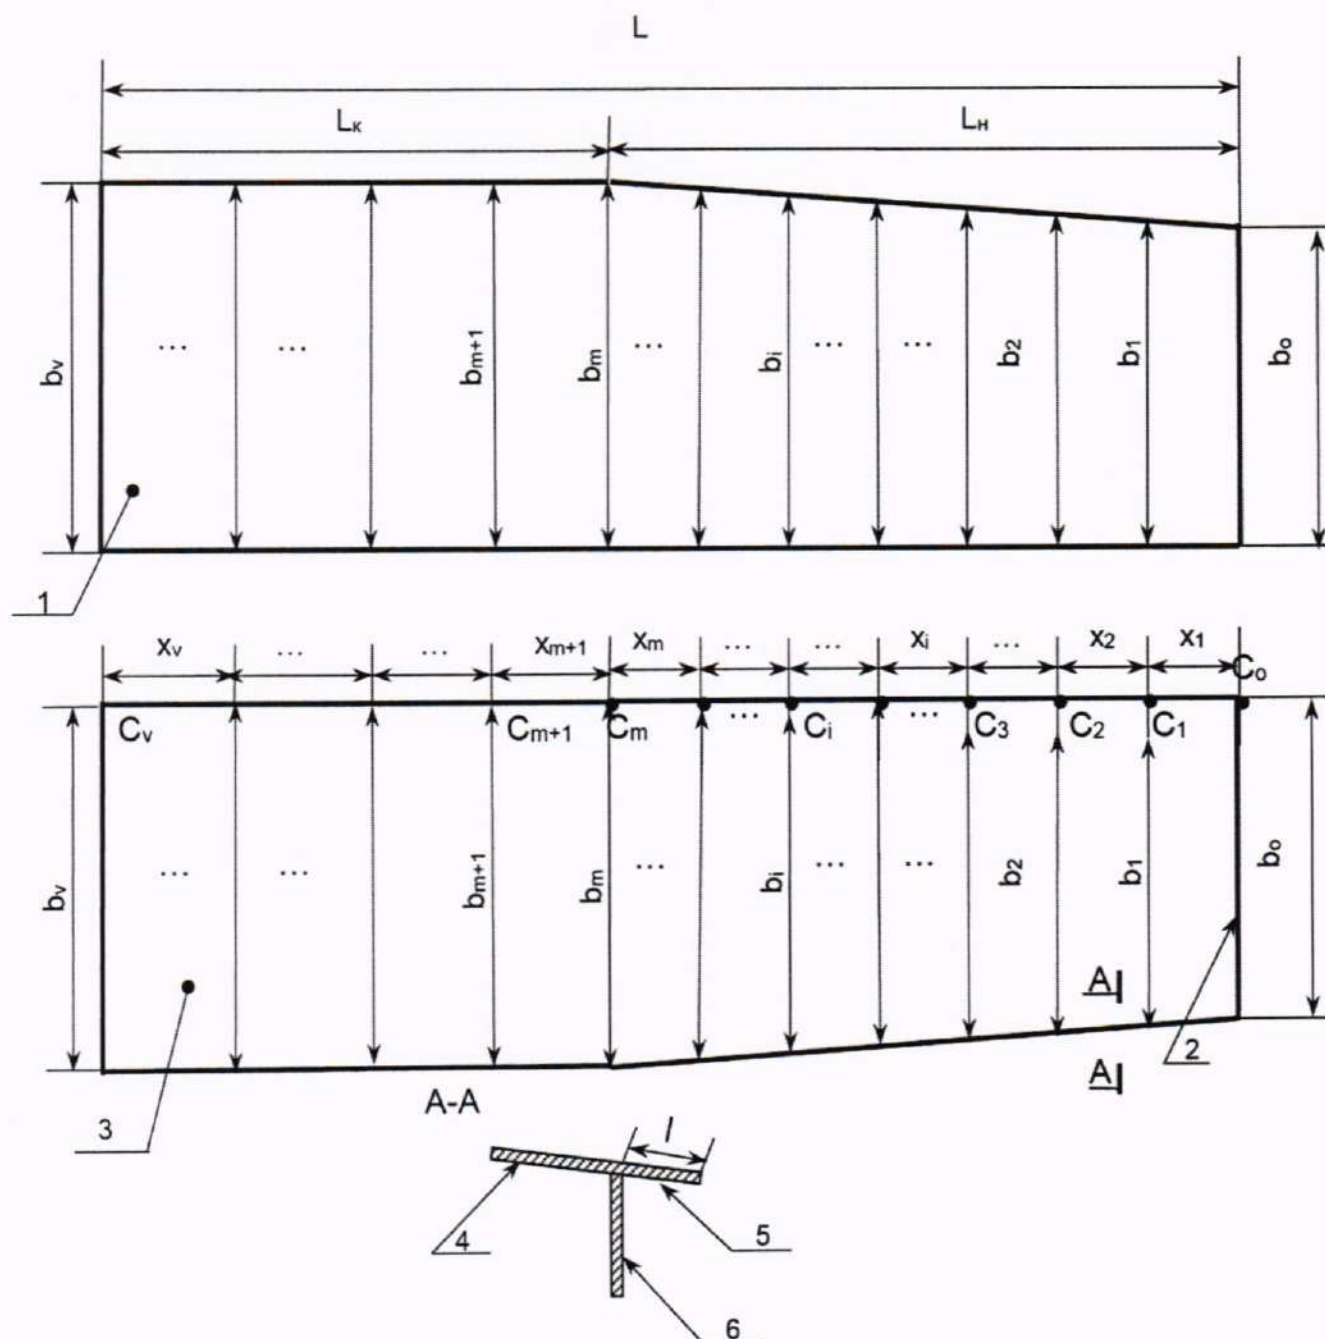 L
Lк Lн
bv ... ... bm+1 bm ... bi ... ... b2 b1 bo
1
xv ... ... xm+1 xm ... ... xi ... x2 x1
Co
Cv Cm+1 Cm ... Ci ... C3 C2 C1
bv ... ... bm+1 bm ... bi ... ... b2 b1 bo
A
2
A
A-A
3
l
4 5
6